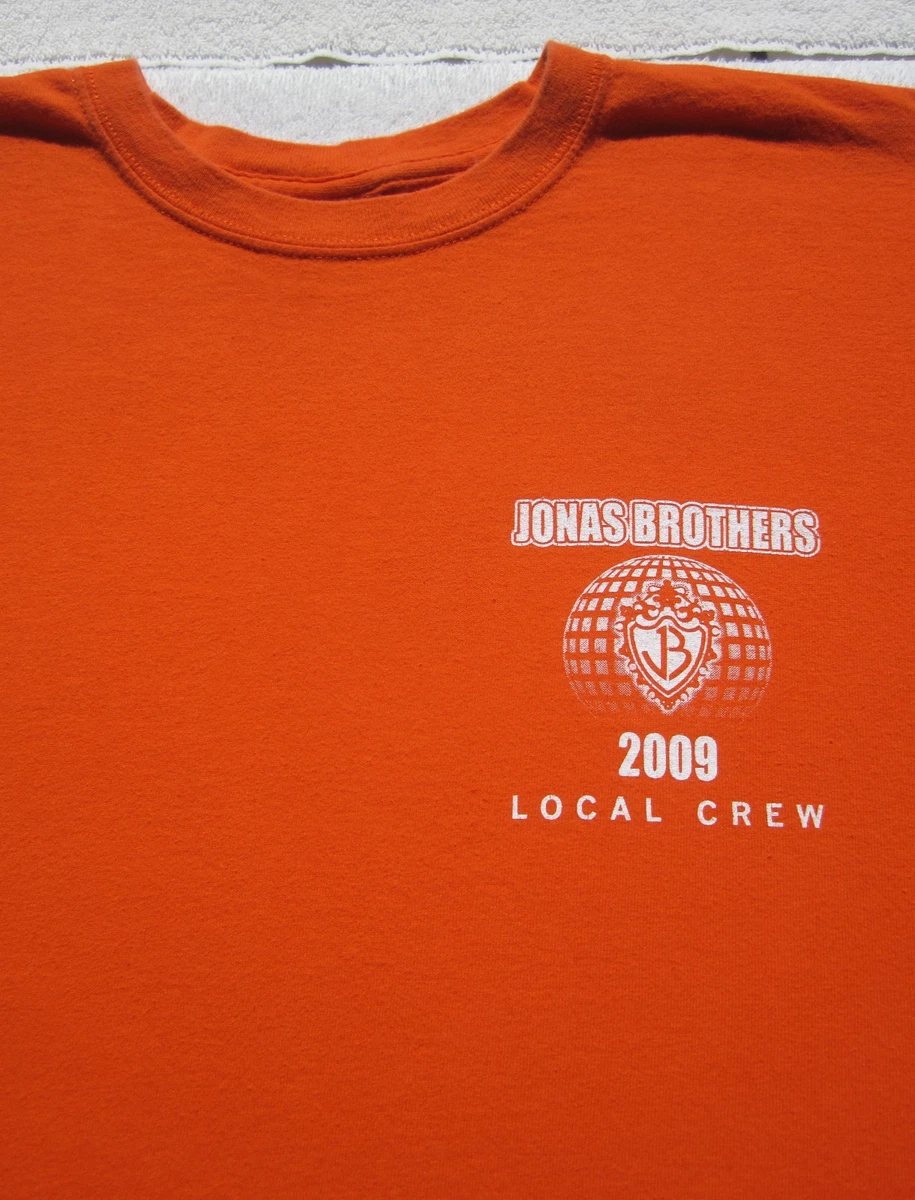 JONAS BROTHERS
JB
2009
LOCAL CREW